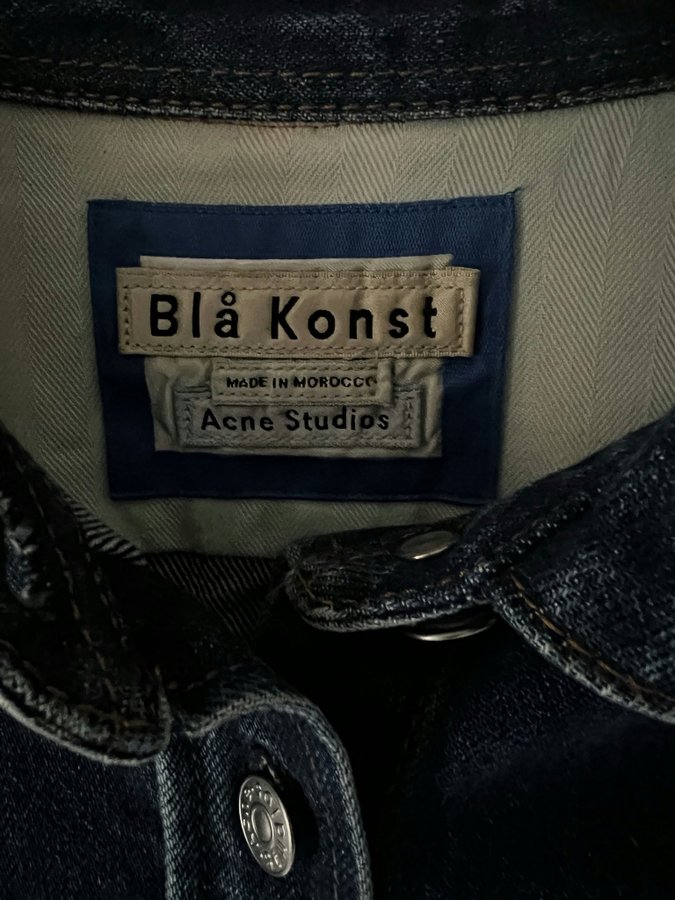 Blå Konst
MADE IN MOROCCO
Acne Studios